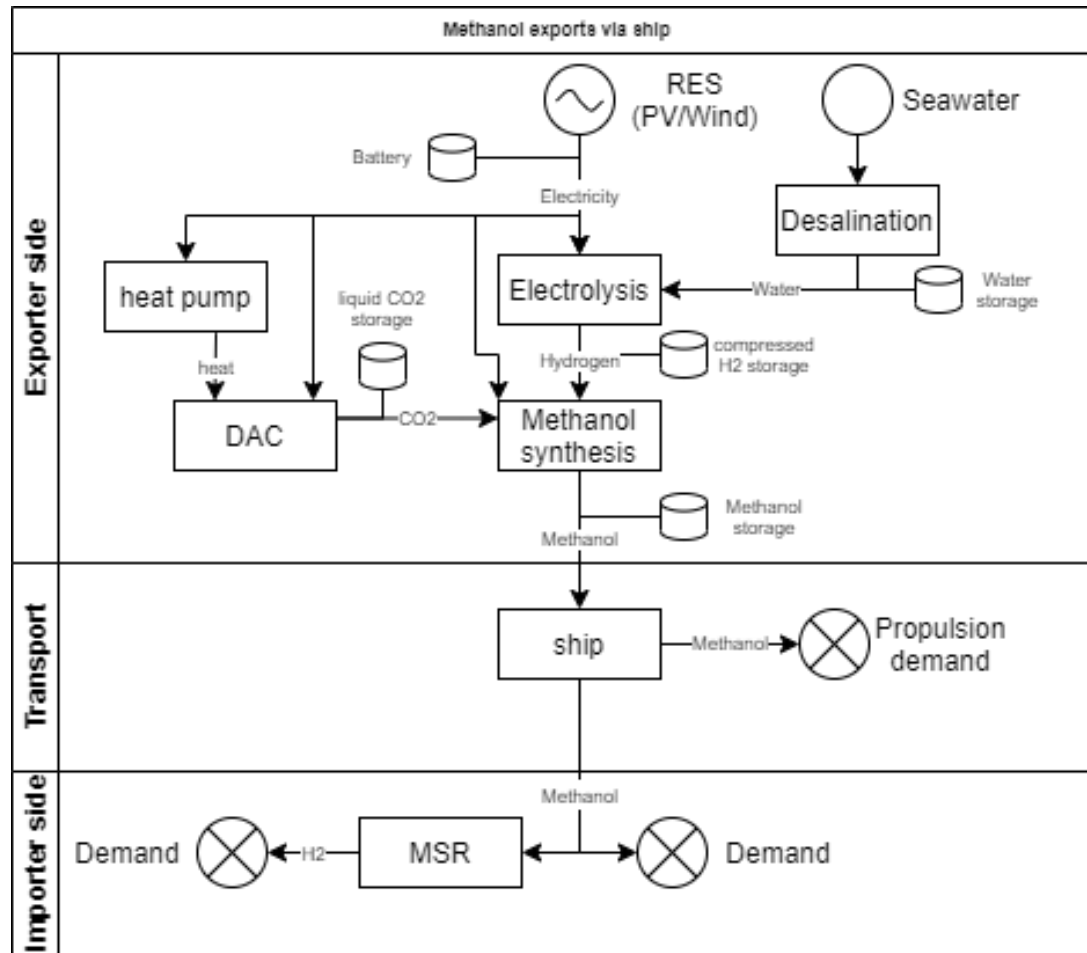 Methanol exports via ship
Exporter side
RES
(PV/Wind)
Seawater
Battery
Electricity
Desalination
heat pump
liquid CO2
storage
Electrolysis
Water
Water
storage
heat
Hydrogen
compressed
H2 storage
DAC
CO2
Methanol
synthesis
Methanol
storage
Methanol
Transport
ship
Methanol
Propulsion
demand
Importer side
Methanol
Demand
H2
MSR
Demand